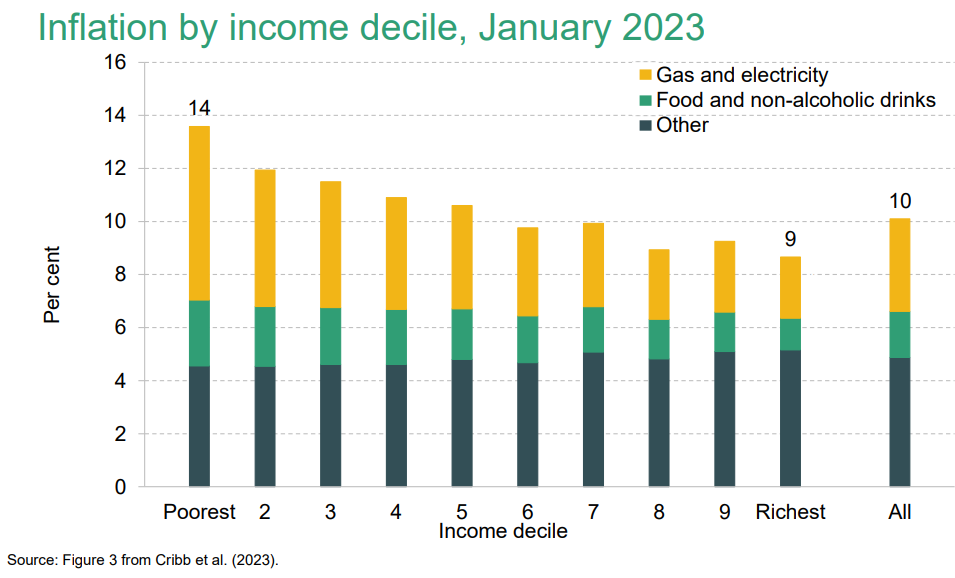 Inflation by income decile, January 2023
16
14
12
10
8
6
4
2
0
Per cent
Gas and electricity
Food and non-alcoholic drinks
Other
14
9
10
Poorest 2 3 4 5 6 7 8 9 Richest All
Income decile
Source: Figure 3 from Cribb et al. (2023).